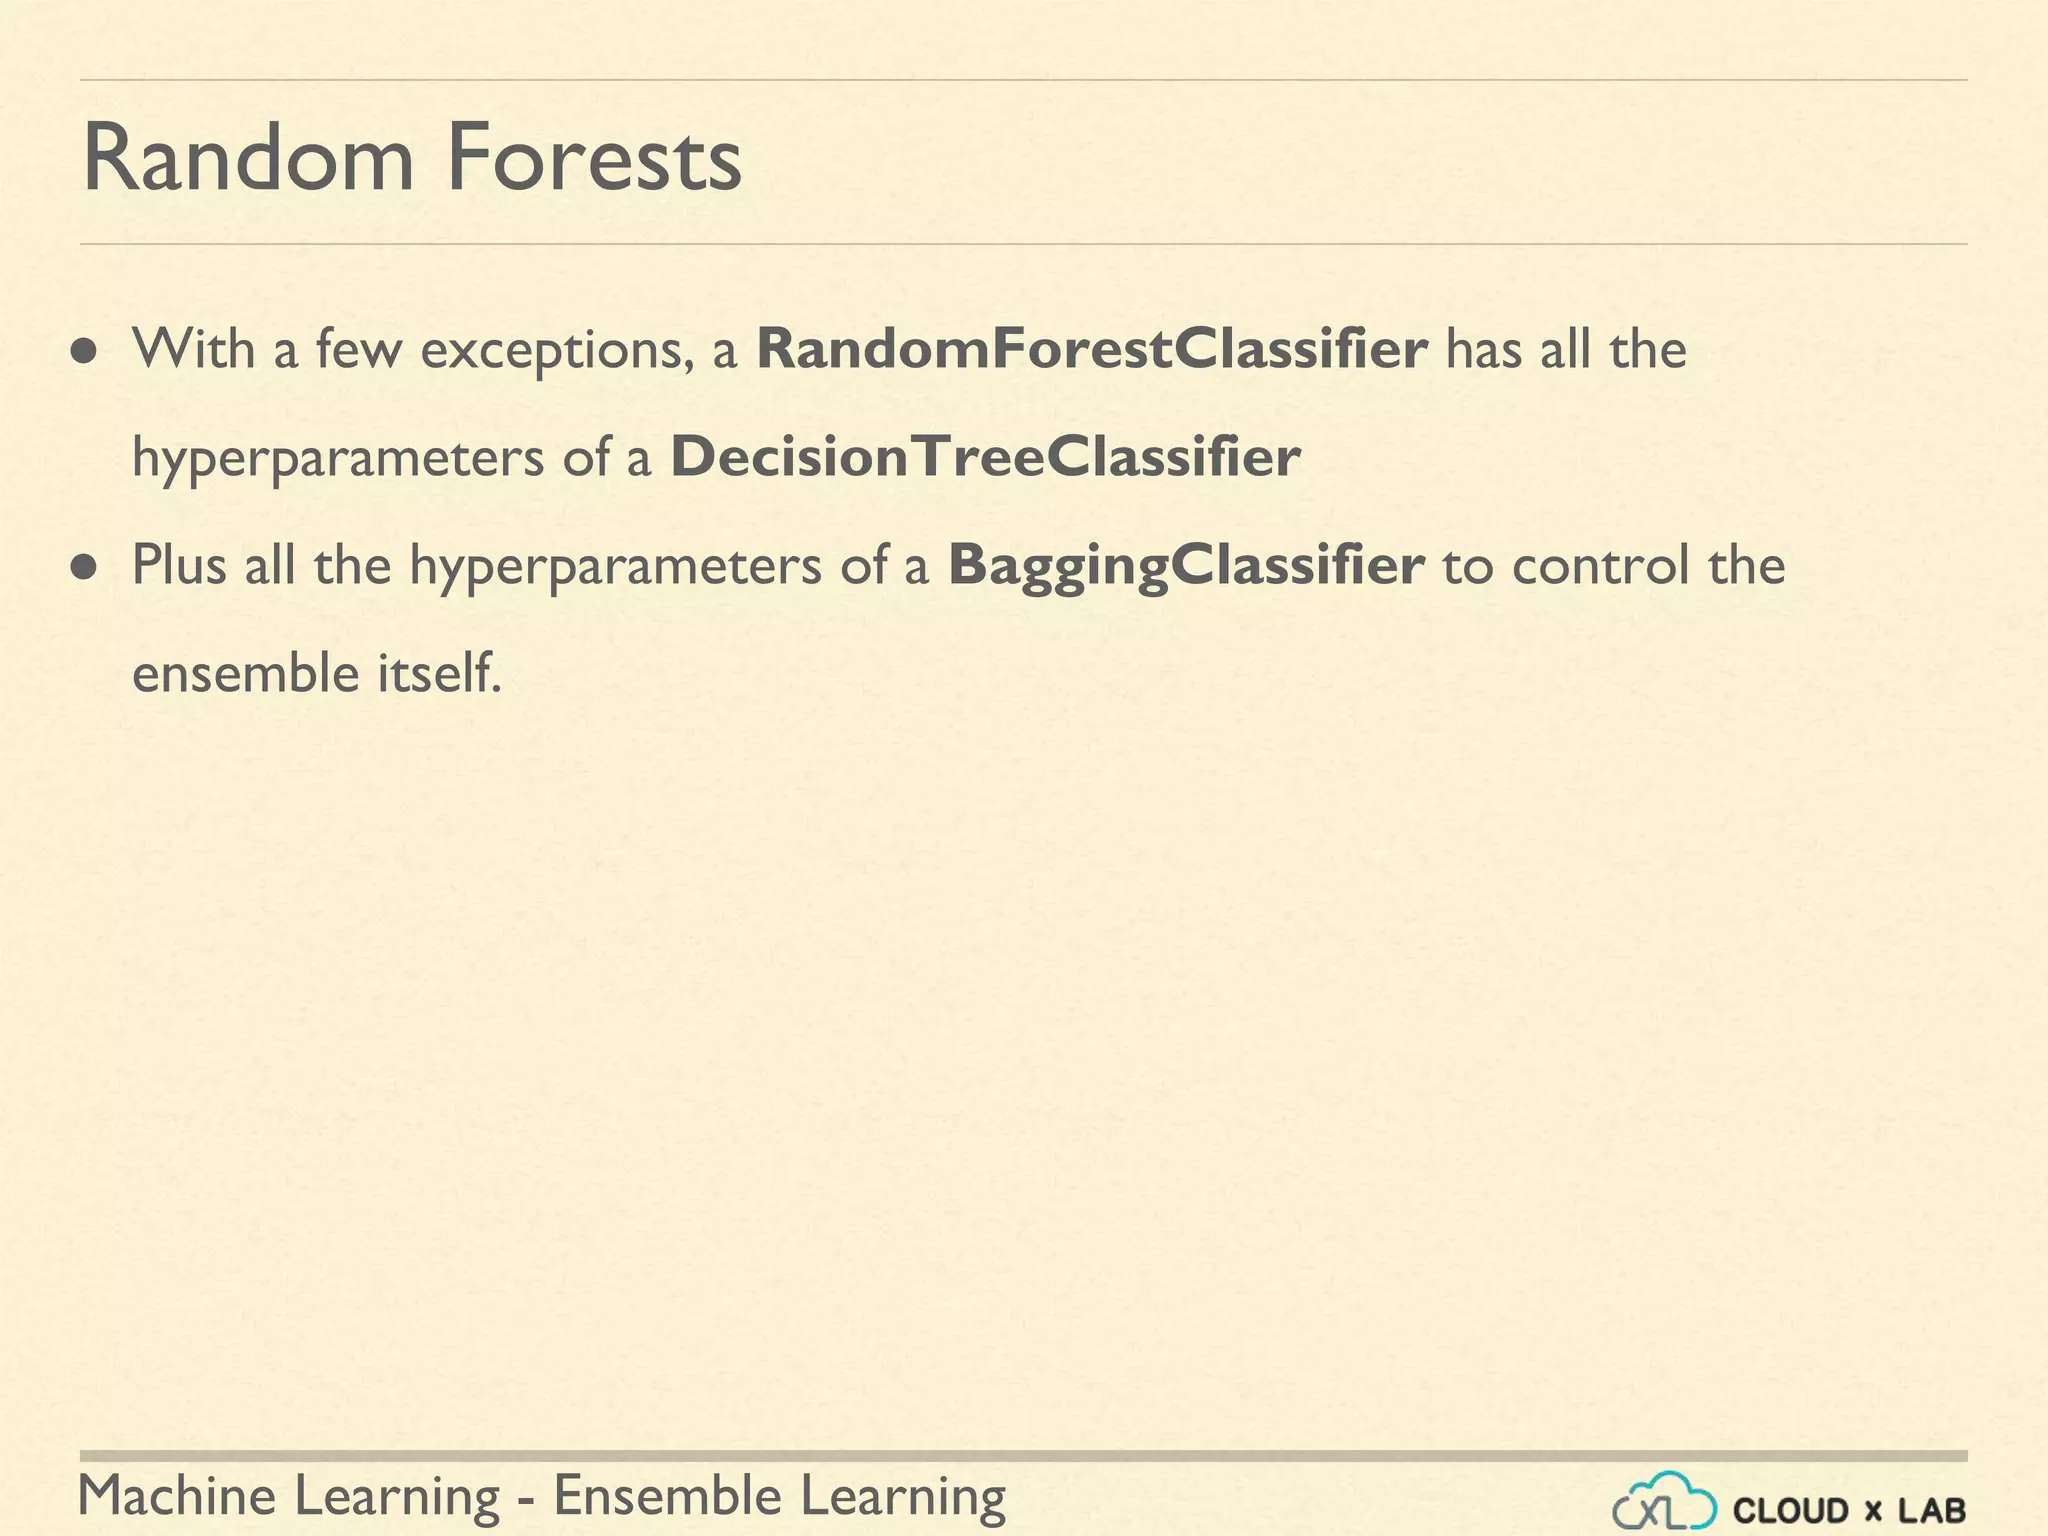 Random Forests
● With a few exceptions, a RandomForestClassifier has all the
hyperparameters of a DecisionTreeClassifier
● Plus all the hyperparameters of a BaggingClassifier to control the
ensemble itself.
Machine Learning - Ensemble Learning
CXL CLOUD x LAB